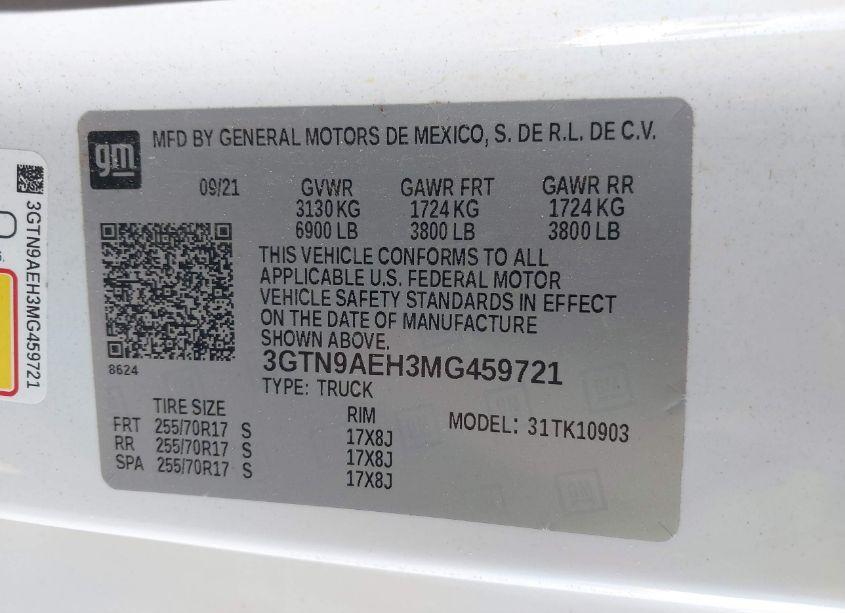 gm
MFD BY GENERAL MOTORS DE MEXICO, S. DE R.L. DE C.V.
09/21 GVWR GAWR FRT GAWR RR
3130 KG 1724 KG 1724 KG
6900 LB 3800 LB 3800 LB
THIS VEHICLE CONFORMS TO ALL
APPLICABLE U.S. FEDERAL MOTOR
VEHICLE SAFETY STANDARDS IN EFFECT
ON THE DATE OF MANUFACTURE
SHOWN ABOVE.
8624
3GTN9AEH3MG459721
TYPE: TRUCK
TIRE SIZE RIM
FRT 255/70R17 S 17X8J
RR 255/70R17 S 17X8J
SPA 255/70R17 S 17X8J
MODEL: 31TK10903
3GTN9AEH3MG459721